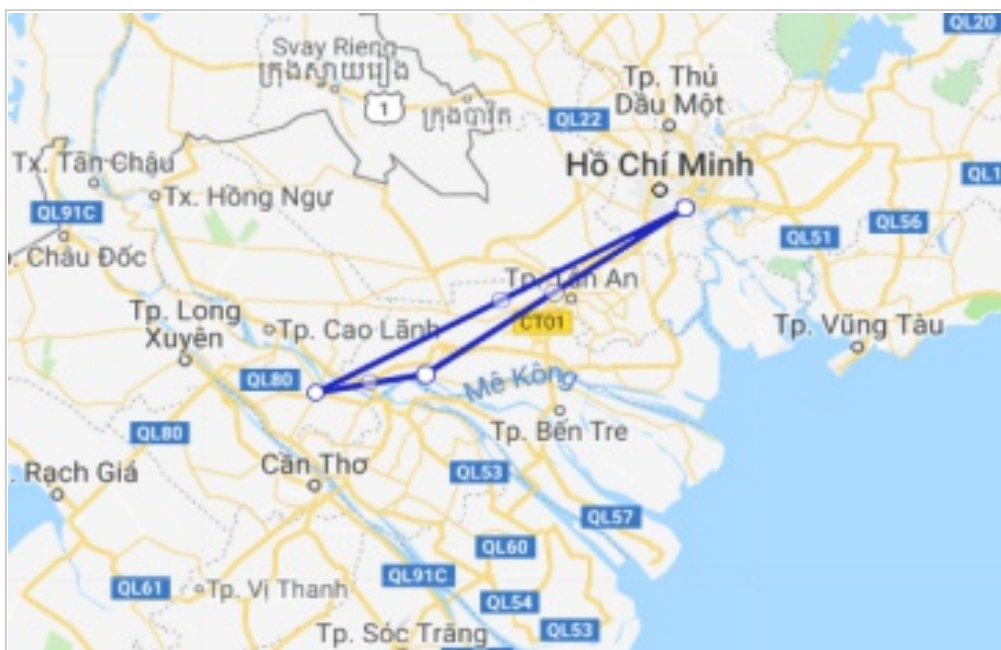 QL20
Svay Rieng
ក្រុងស្វាយរៀង
1
ក្រុងបាវិត
Tp. Thủ
Dầu Một
QL22
Hồ Chí Minh
Tx. Tân Châu
QL1
Tx. Hồng Ngự
QL91C
QL51
QL56
. Châu Đốc
Tp. Tân An
Tp. Long
Xuyên
Tp. Cao Lãnh
CT01
Tp. Vũng Tàu
QL80
Mê Kông
Tp. Bến Tre
QL80
Cần Thơ
. Rạch Giá
QL53
QL57
QL60
QL61
Tp. Vị Thanh
QL91C
QL54
Tp. Sóc Trăng
QL53